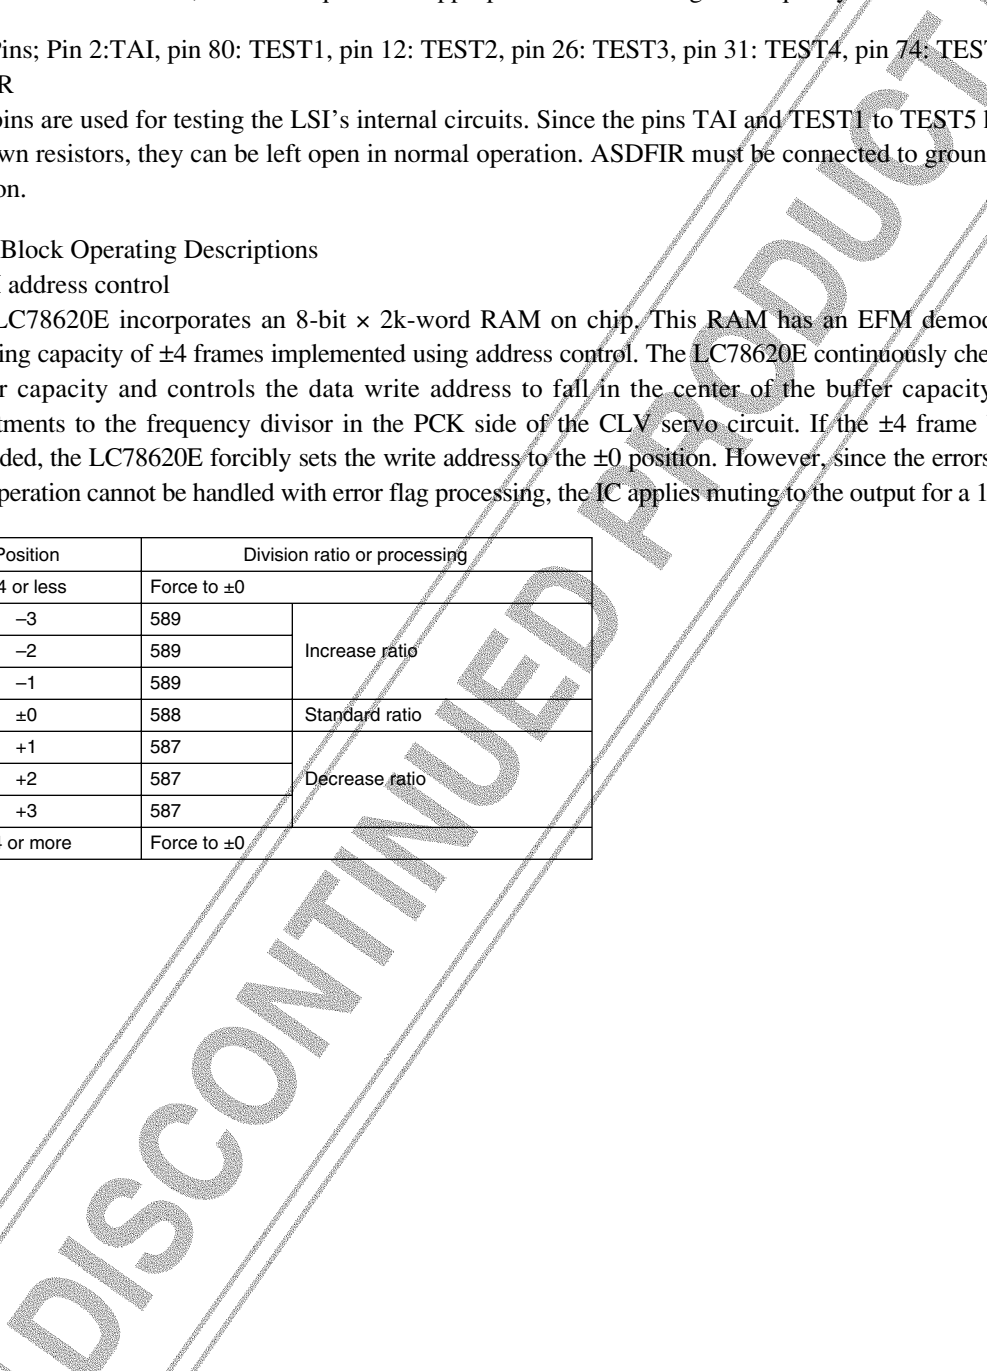 Pins; Pin 2:TAI, pin 80: TEST1, pin 12: TEST2, pin 26: TEST3, pin 31: TEST4, pin 74: TEST
R
pins are used for testing the LSI's internal circuits. Since the pins TAI and TEST1 to TEST5
wn resistors, they can be left open in normal operation. ASDFIR must be connected to groun
on.
Block Operating Descriptions
address control
LC78620E incorporates an 8-bit × 2k-word RAM on chip. This RAM has an EFM demod
ing capacity of ±4 frames implemented using address control. The LC78620E continuously che
r capacity and controls the data write address to fall in the center of the buffer capacity
tments to the frequency divisor in the PCK side of the CLV servo circuit. If the ±4 frame
ded, the LC78620E forcibly sets the write address to the ±0 position. However, since the errors
peration cannot be handled with error flag processing, the IC applies muting to the output for a 1
Position Division ratio or processing
4 or less Force to ±0
–3 589
–2 589 Increase ratio
–1 589
±0 588 Standard ratio
+1 587
+2 587 Decrease ratio
+3 587
or more Force to ±0
DISCONTINUED PRODUCT